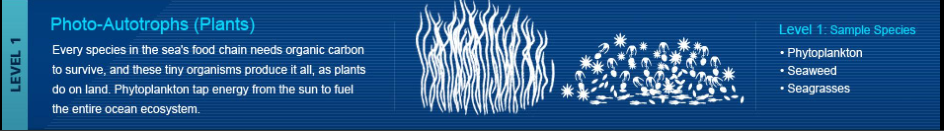 LEVEL 1
Photo-Autotrophs (Plants)
Every species in the sea's food chain needs organic carbon
to survive, and these tiny organisms produce it all, as plants
do on land. Phytoplankton tap energy from the sun to fuel
the entire ocean ecosystem.
Level 1: Sample Species
• Phytoplankton
• Seaweed
• Seagrasses